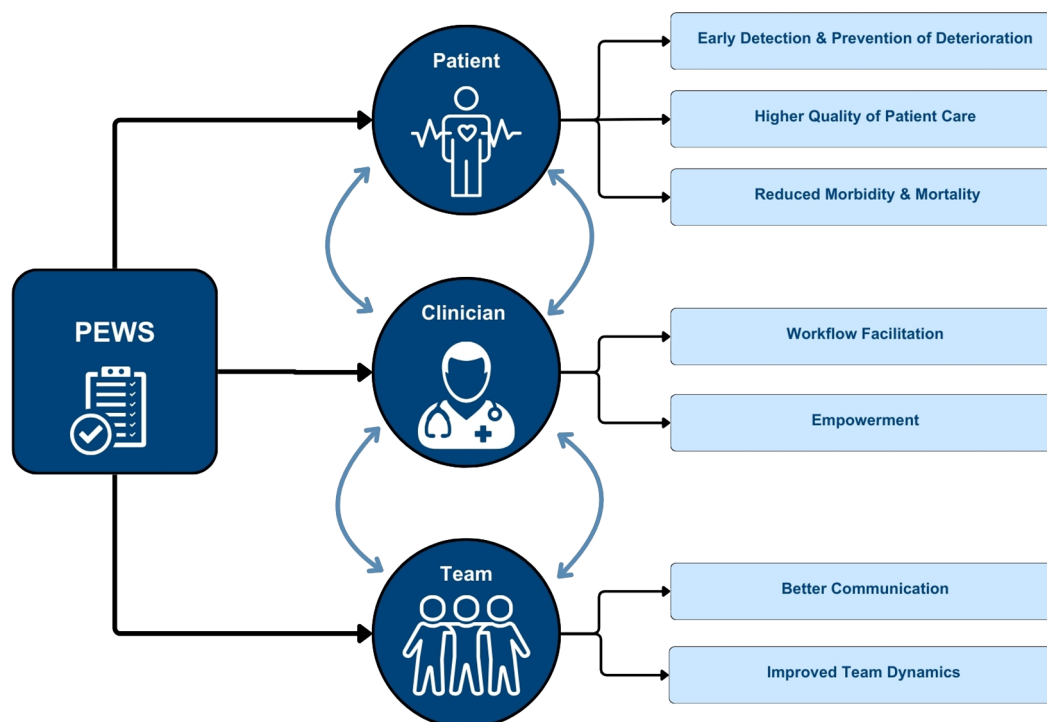 PEWS
Patient
Early Detection & Prevention of Deterioration
Higher Quality of Patient Care
Reduced Morbidity & Mortality
Clinician
Workflow Facilitation
Empowerment
Team
Better Communication
Improved Team Dynamics